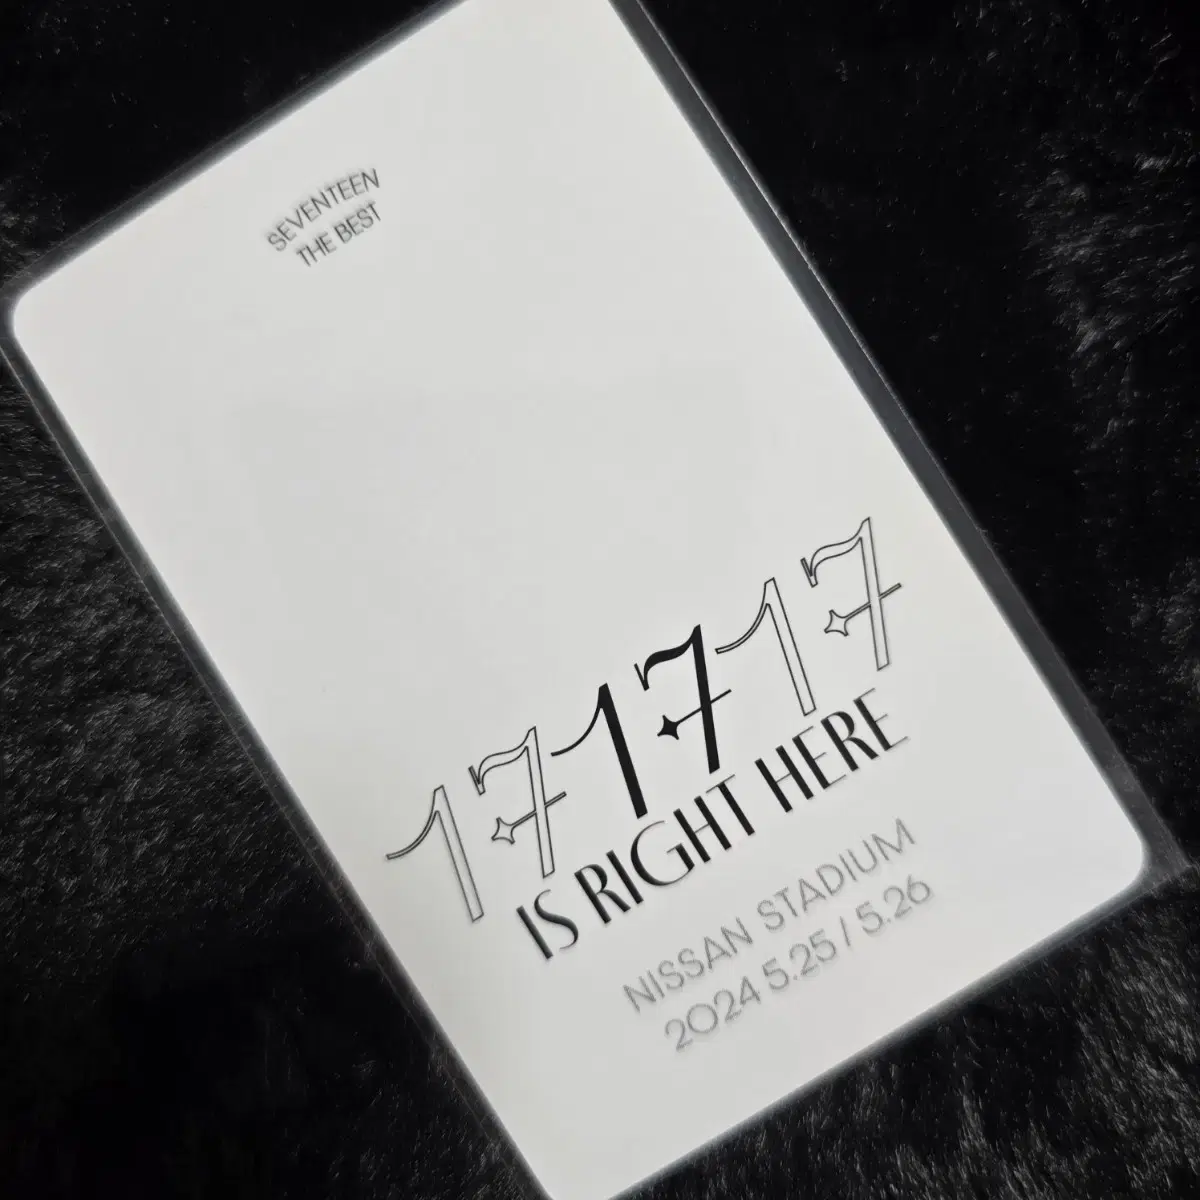 SEVENTEEN
THE BEST
171717
IS RIGHT HERE
NISSAN STADIUM
2024 5.25 / 5.26